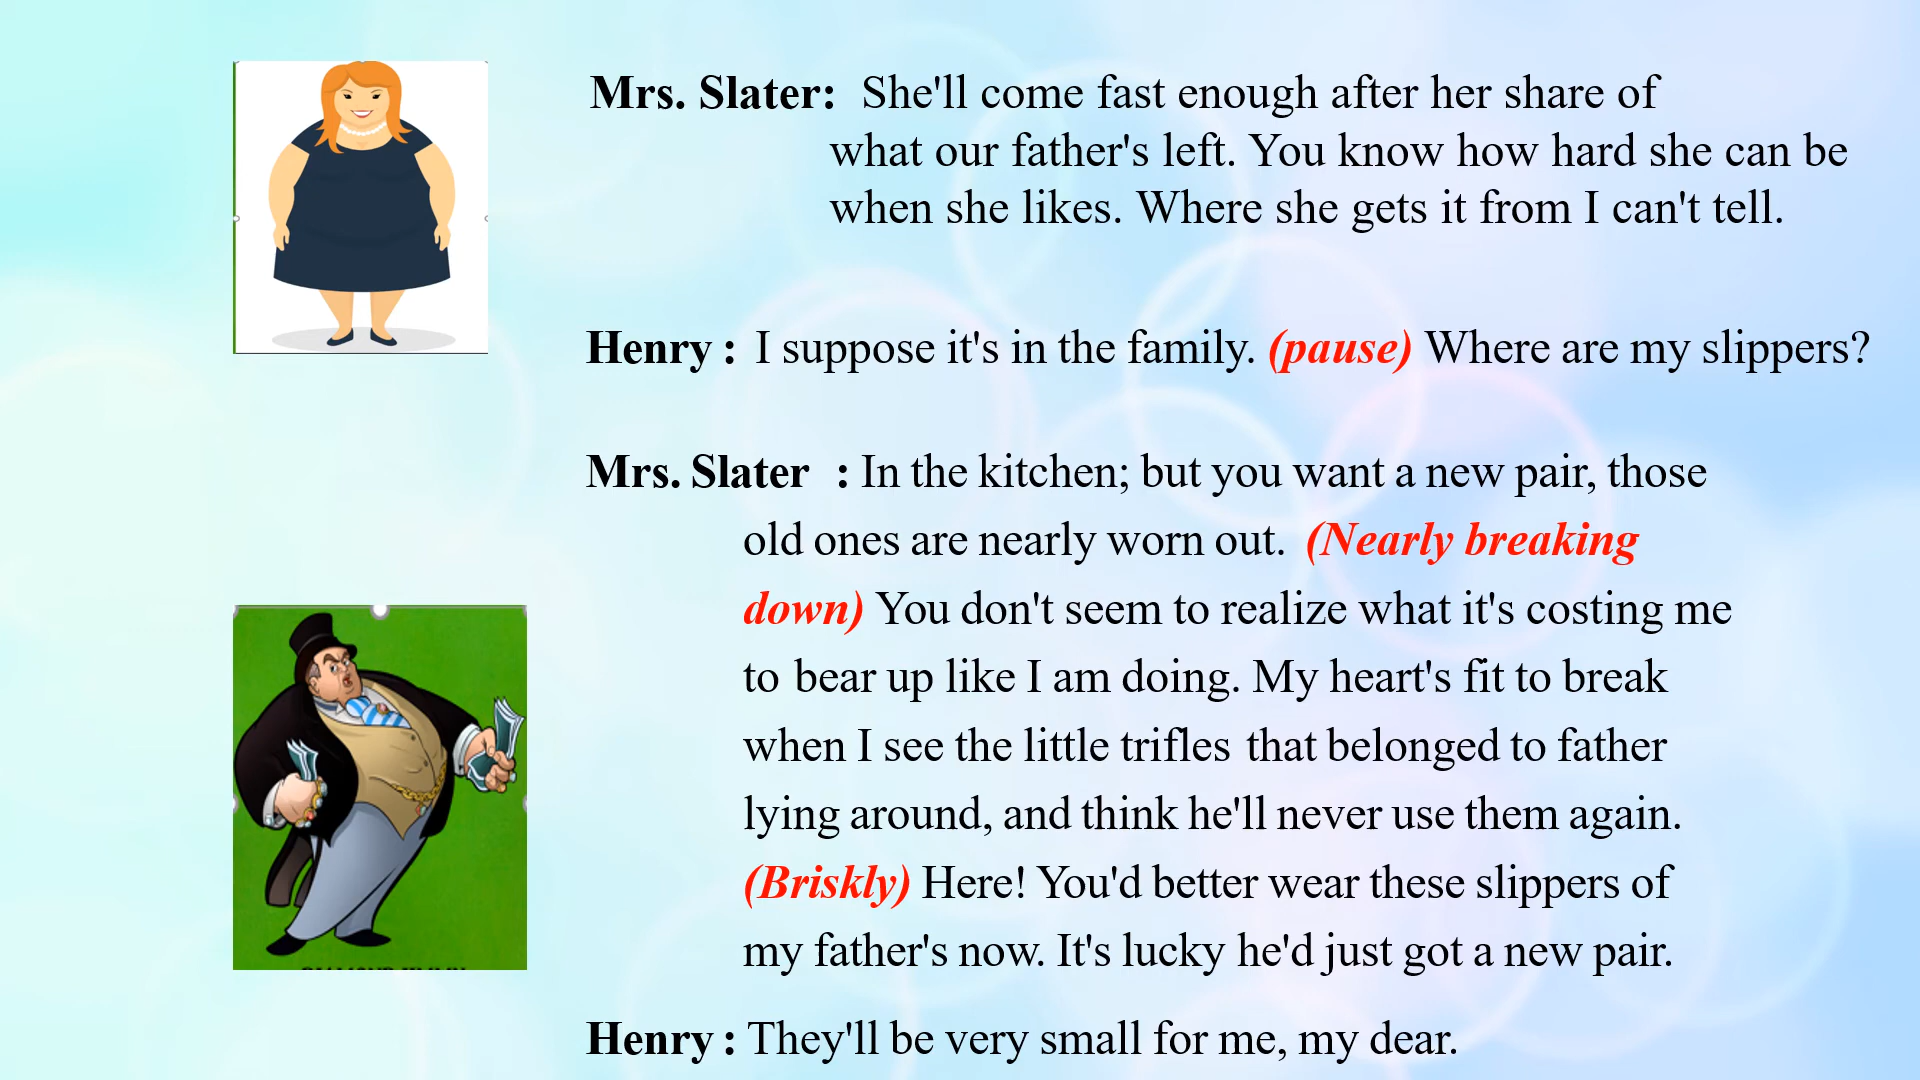 Mrs. Slater: She'll come fast enough after her share of
what our father's left. You know how hard she can be
when she likes. Where she gets it from I can't tell.
Henry : I suppose it's in the family. (pause) Where are my slippers?
Mrs. Slater : In the kitchen; but you want a new pair, those
old ones are nearly worn out. (Nearly breaking
down) You don't seem to realize what it's costing me
to bear up like I am doing. My heart's fit to break
when I see the little trifles that belonged to father
lying around, and think he'll never use them again.
(Briskly) Here! You'd better wear these slippers of
my father's now. It's lucky he'd just got a new pair.
Henry : They'll be very small for me, my dear.